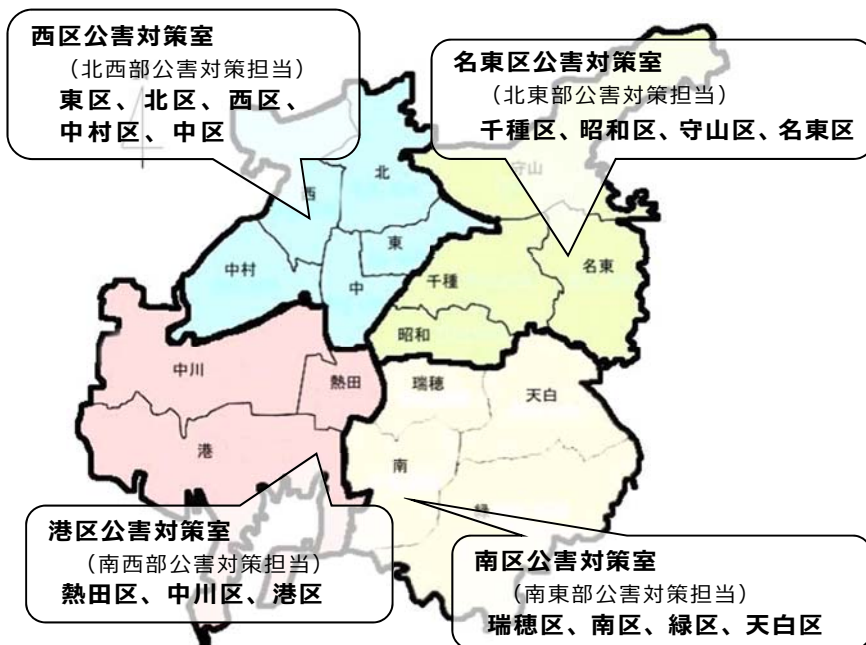 西区公害対策室
（北西部公害対策担当）
東区、北区、西区、
中村区、中区
名東区公害対策室
（北東部公害対策担当）
千種区、昭和区、守山区、名東区
守山
北
西
東
中村
中
千種
名東
昭和
中川
熱田
瑞穂
天白
港
南
緑
港区公害対策室
（南西部公害対策担当）
熱田区、中川区、港区
南区公害対策室
（南東部公害対策担当）
瑞穂区、南区、緑区、天白区